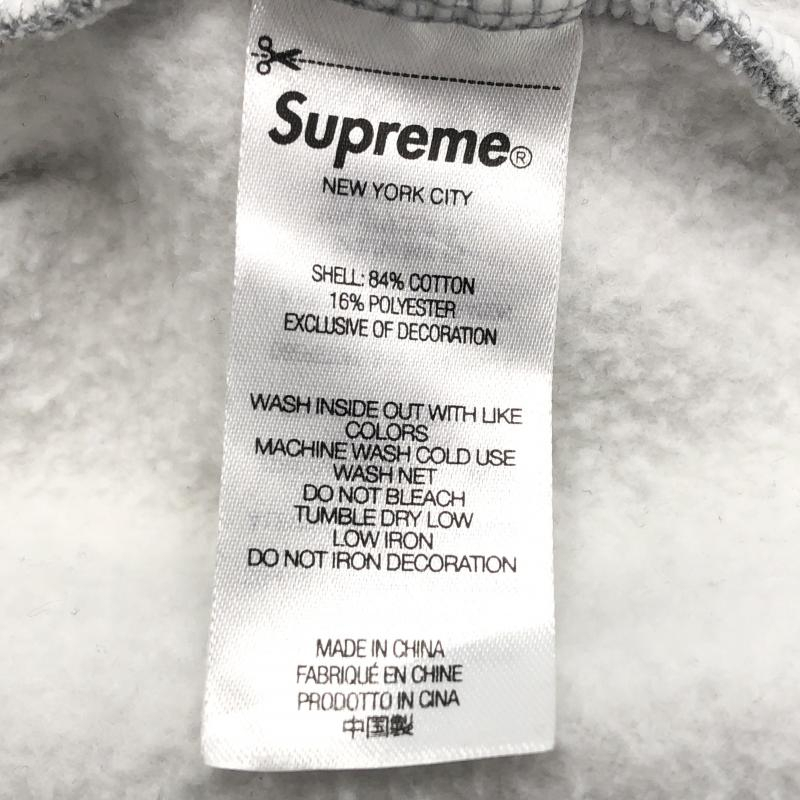 Supreme®
NEW YORK CITY
SHELL: 84% COTTON
16% POLYESTER
EXCLUSIVE OF DECORATION
WASH INSIDE OUT WITH LIKE
COLORS
MACHINE WASH COLD USE
WASH NET
DO NOT BLEACH
TUMBLE DRY LOW
LOW IRON
DO NOT IRON DECORATION
MADE IN CHINA
FABRIQUÉ EN CHINE
PRODOTTO IN CINA
中国製